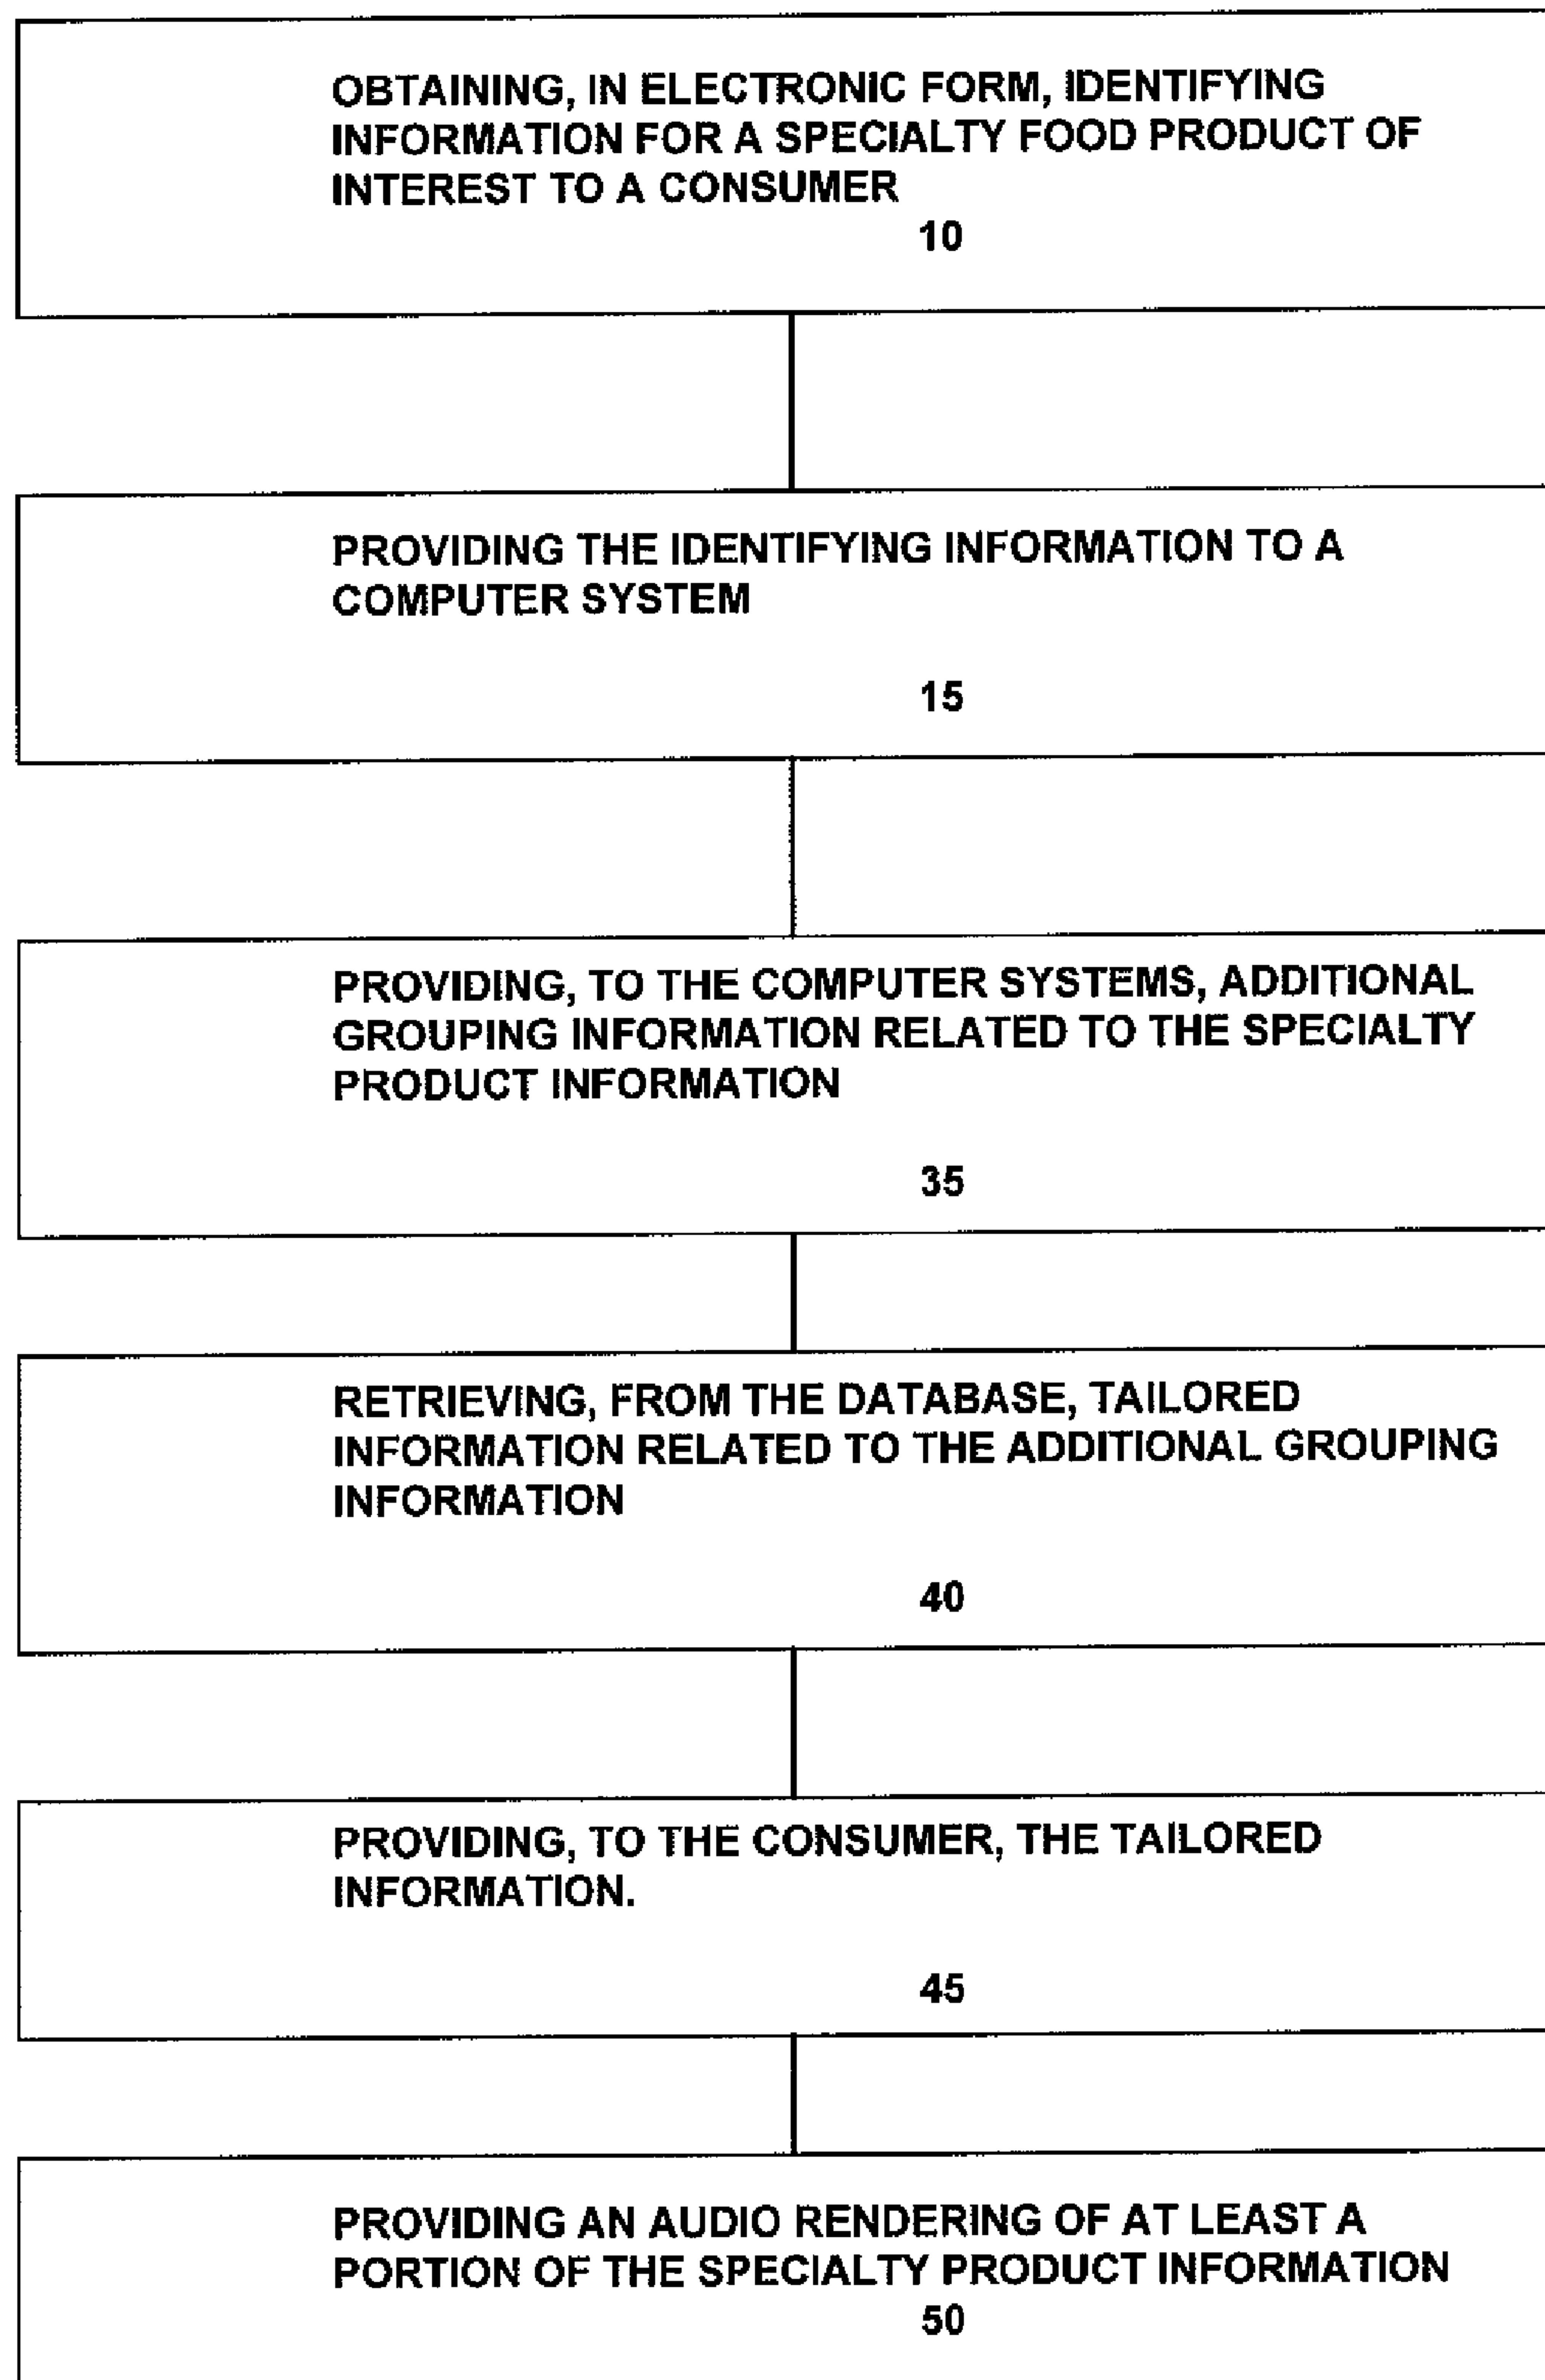 OBTAINING, IN ELECTRONIC FORM, IDENTIFYING
INFORMATION FOR A SPECIALTY FOOD PRODUCT OF
INTEREST TO A CONSUMER
10
PROVIDING THE IDENTIFYING INFORMATION TO A
COMPUTER SYSTEM
15
PROVIDING, TO THE COMPUTER SYSTEMS, ADDITIONAL
GROUPING INFORMATION RELATED TO THE SPECIALTY
PRODUCT INFORMATION
35
RETRIEVING, FROM THE DATABASE, TAILORED
INFORMATION RELATED TO THE ADDITIONAL GROUPING
INFORMATION
40
PROVIDING, TO THE CONSUMER, THE TAILORED
INFORMATION.
45
PROVIDING AN AUDIO RENDERING OF AT LEAST A
PORTION OF THE SPECIALTY PRODUCT INFORMATION
50